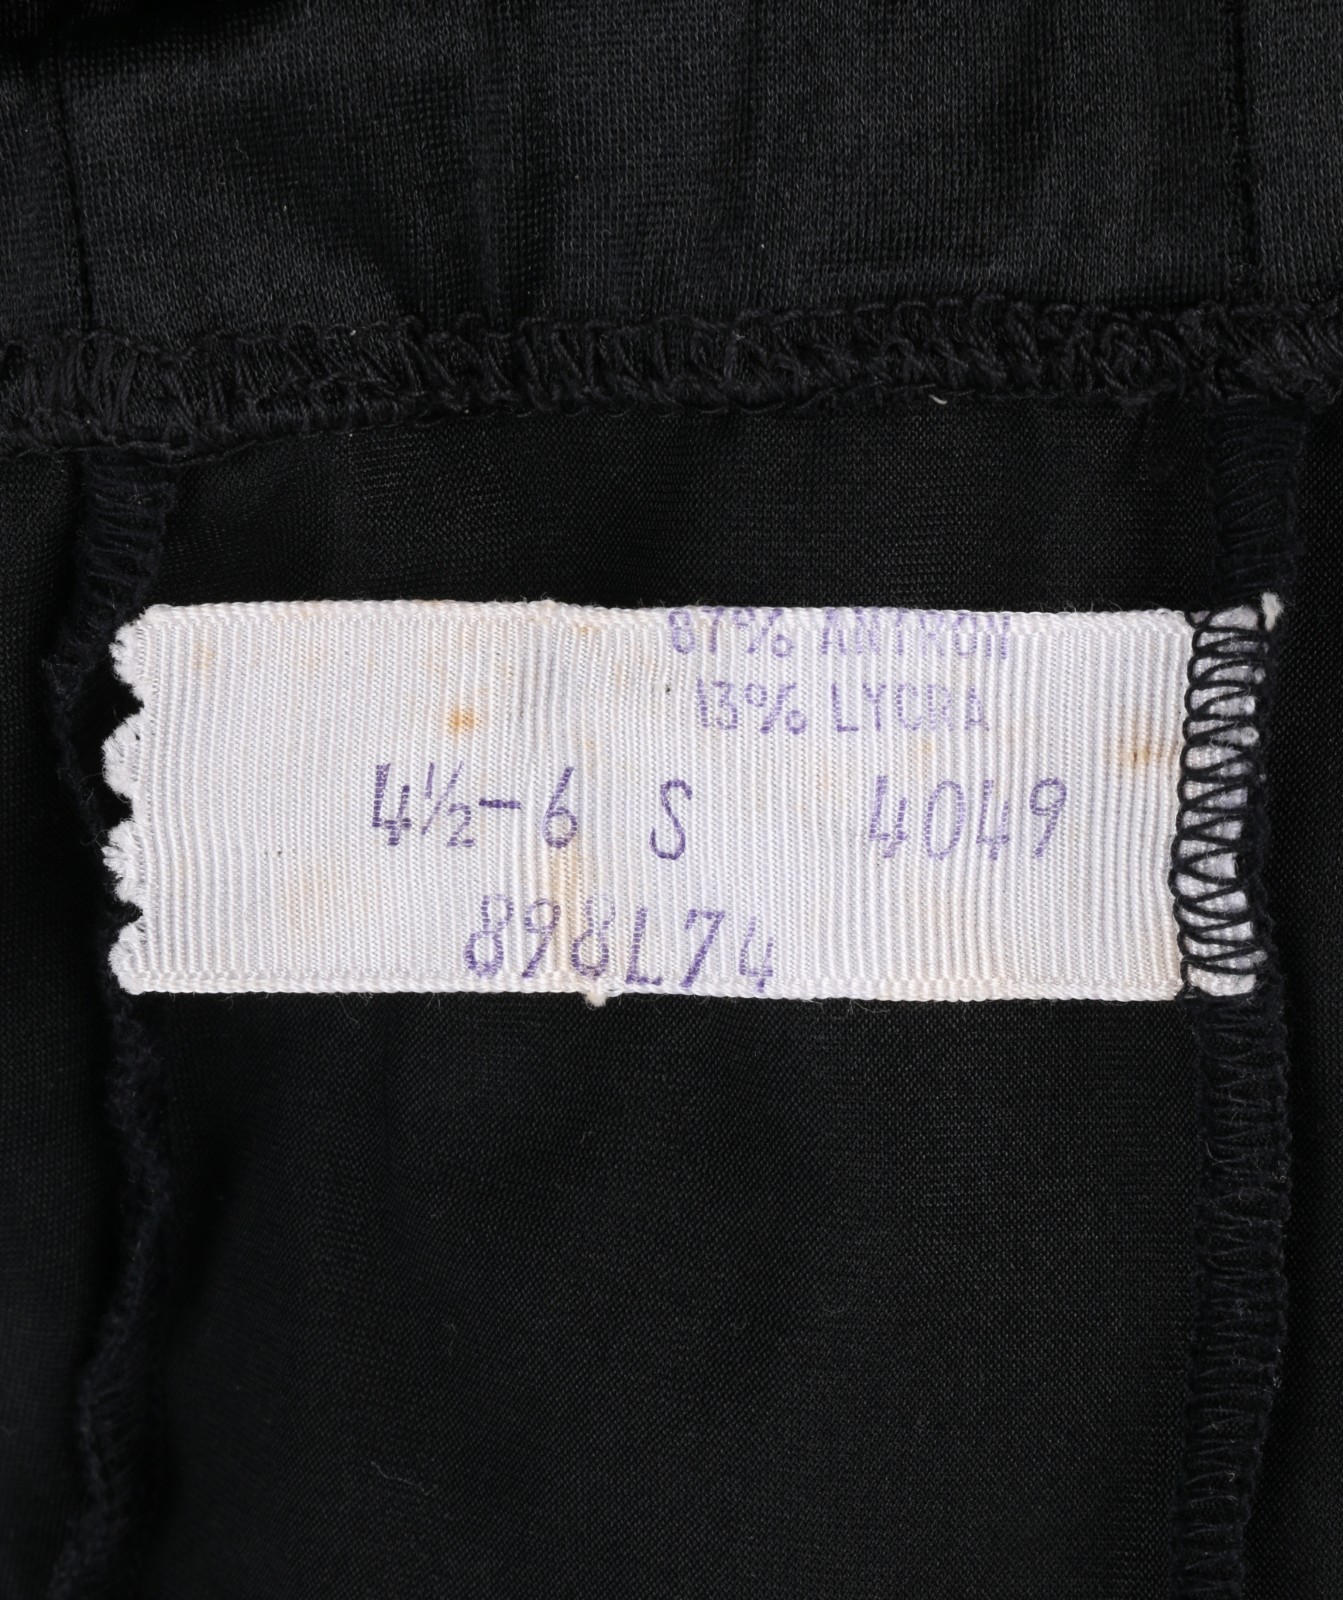 87% ANTRON
13% LYCRA
4½-6 S 4049
898L74